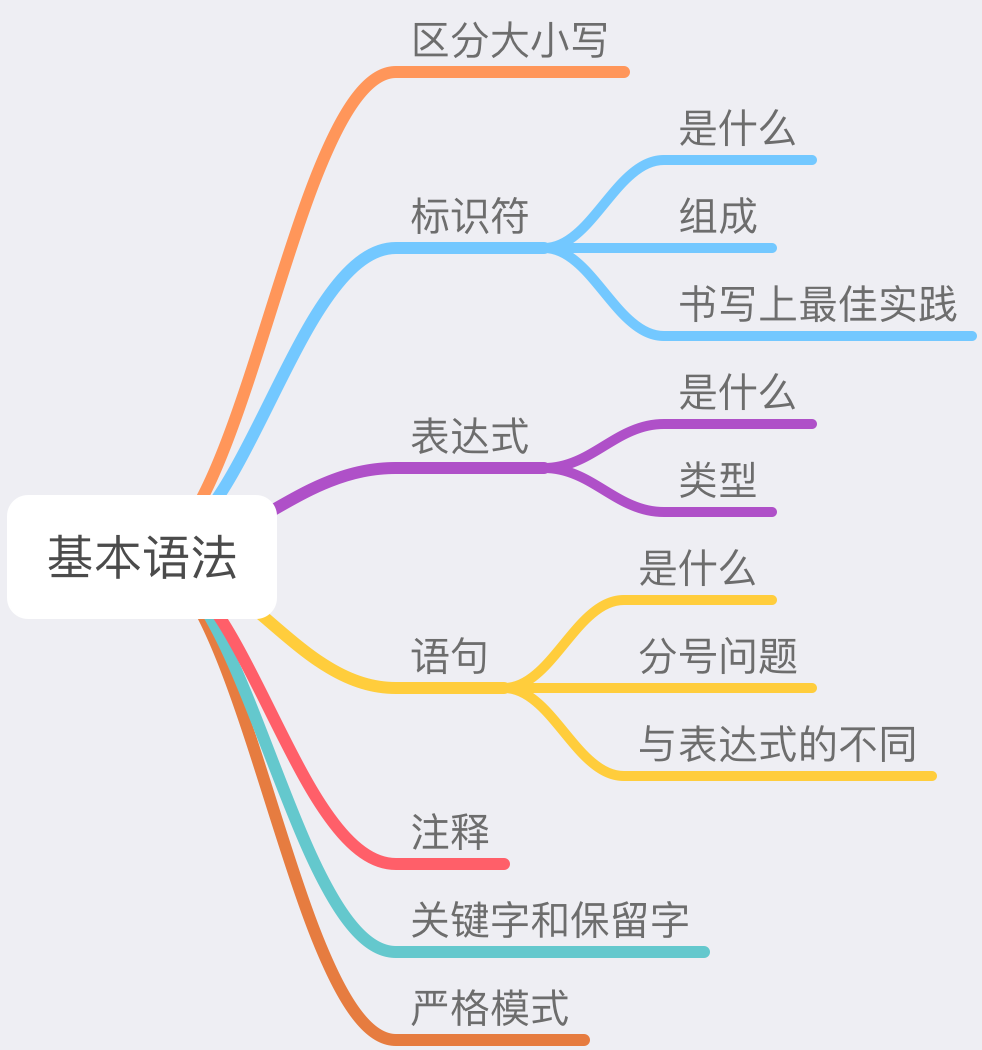 区分大小写
标识符
是什么
组成
书写上最佳实践
表达式
是什么
类型
基本语法
语句
是什么
分号问题
与表达式的不同
注释
关键字和保留字
严格模式